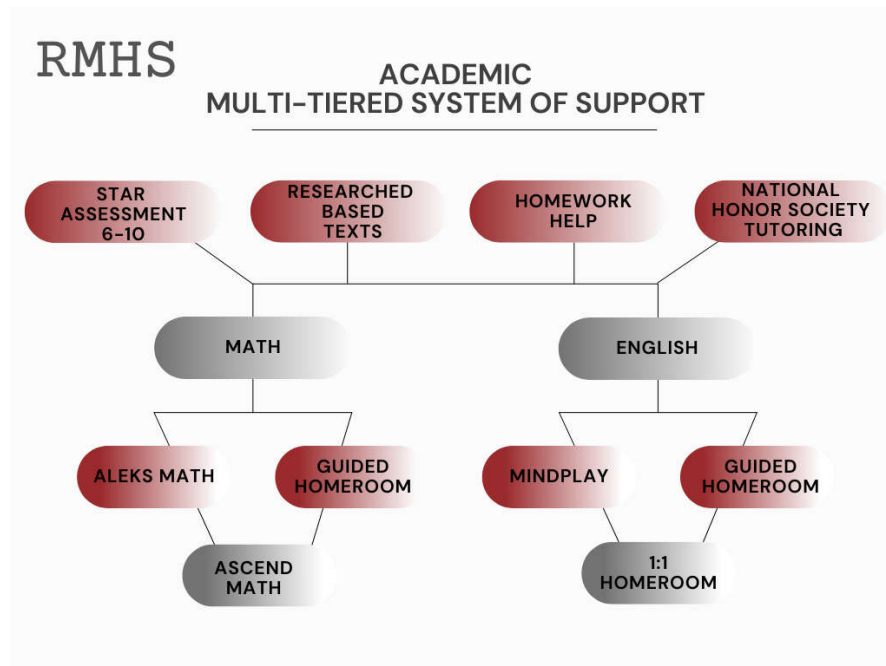 RMHS
ACADEMIC
MULTI-TIERED SYSTEM OF SUPPORT
STAR
ASSESSMENT
6-10
RESEARCHED
BASED
TEXTS
HOMEWORK
HELP
NATIONAL
HONOR SOCIETY
TUTORING
MATH
ENGLISH
ALEKS MATH
GUIDED
HOMEROOM
MINDPLAY
GUIDED
HOMEROOM
ASCEND
MATH
1:1
HOMEROOM